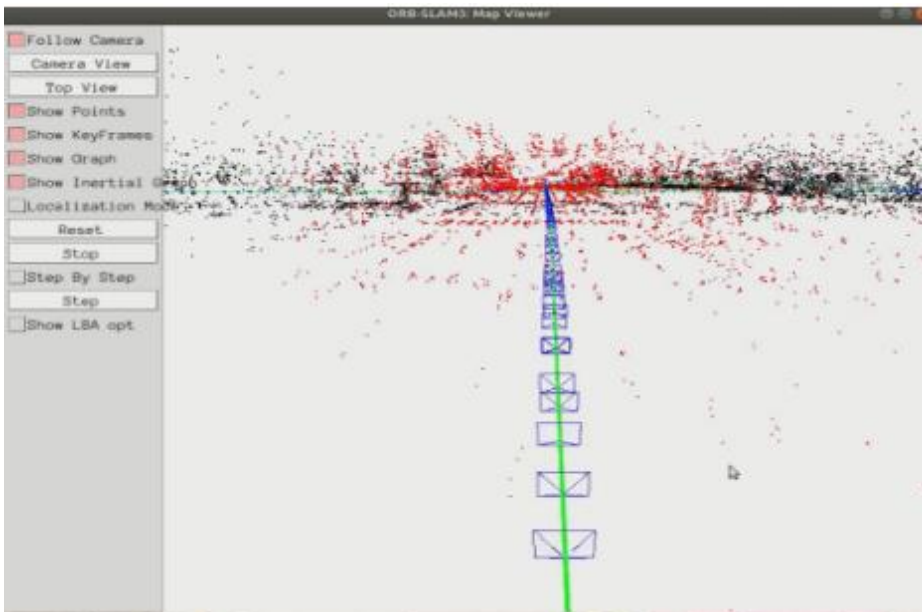 ORB-SLAM3: Map Viewer
Follow Camera
Camera View
Top View
Show Points
Show KeyFrames
Show Graph
Show Inertial G
Localization Mo
Reset
Stop
Step By Step
Step
Show LBA opt